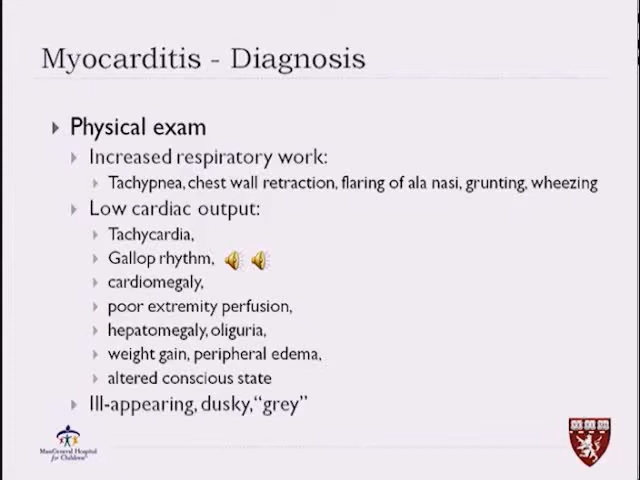 Myocarditis - Diagnosis
Physical exam
Increased respiratory work:
Tachypnea, chest wall retraction, flaring of ala nasi, grunting, wheezing
Low cardiac output:
Tachycardia,
Gallop rhythm,
cardiomegaly,
poor extremity perfusion,
hepatomegaly, oliguria,
weight gain, peripheral edema,
altered conscious state
Ill-appearing, dusky, "grey"
MassGeneral Hospital
for Children